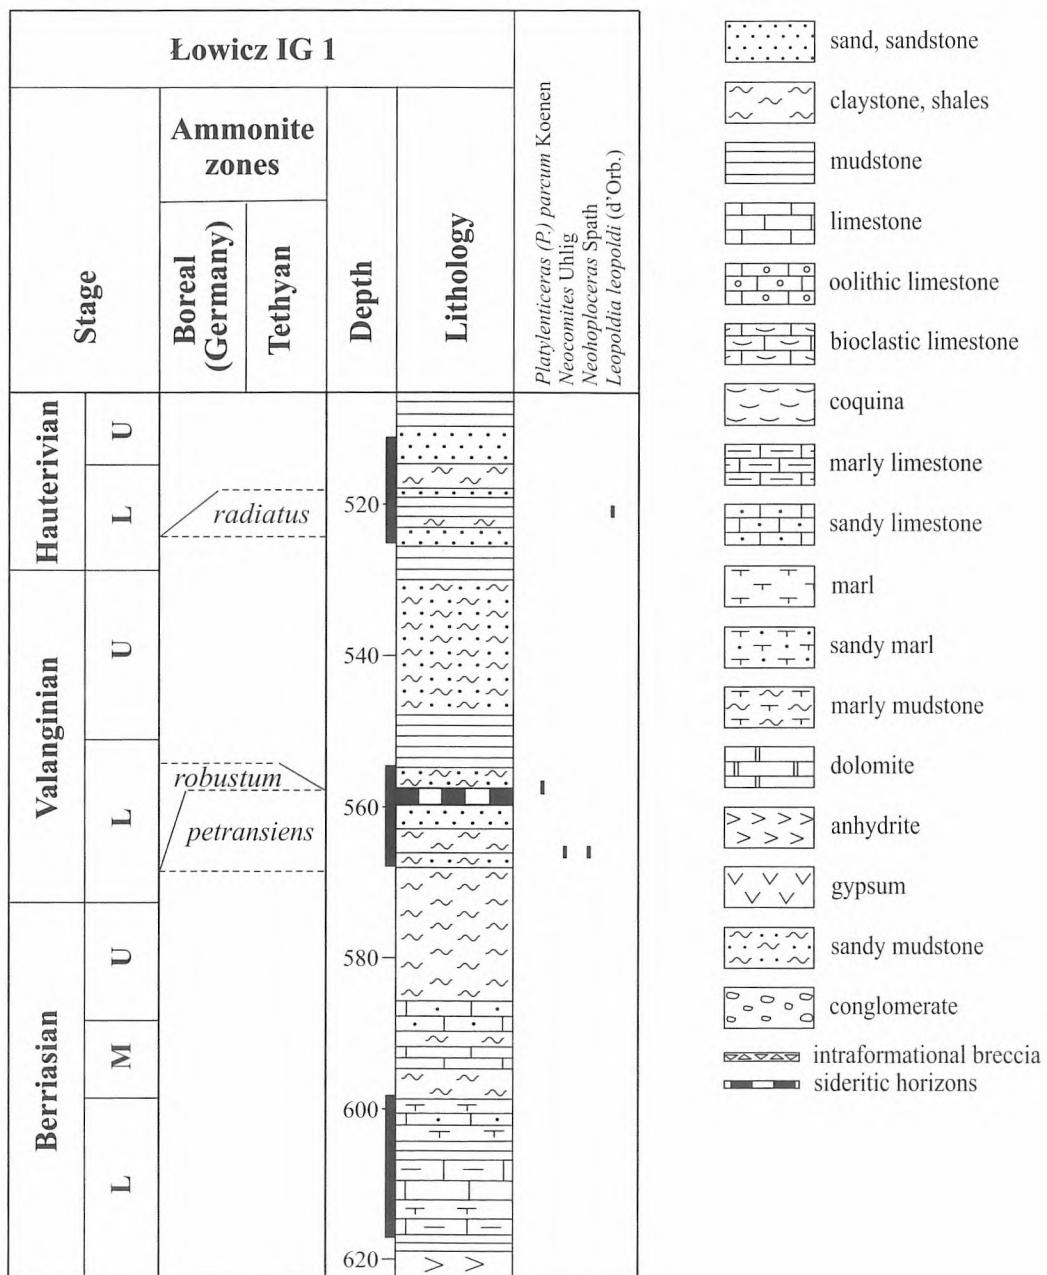 Łowicz IG 1
Stage
Ammonite
zones
Boreal
(Germany)
Tethyan
Depth
Lithology
Platylenticeras (P.) parcum Koenen
Neocomites Uhlig
Neohoploceras Spath
Leopoldia leopoldi (d'Orb.)
Hauterivian
U
L
radiatus
520
Valanginian
U
L
540
robustum
petransiens
560
Berriasian
U
M
L
580
600
620
sand, sandstone
claystone, shales
mudstone
limestone
oolithic limestone
bioclastic limestone
coquina
marly limestone
sandy limestone
marl
sandy marl
marly mudstone
dolomite
anhydrite
gypsum
sandy mudstone
conglomerate
intraformational breccia
sideritic horizons